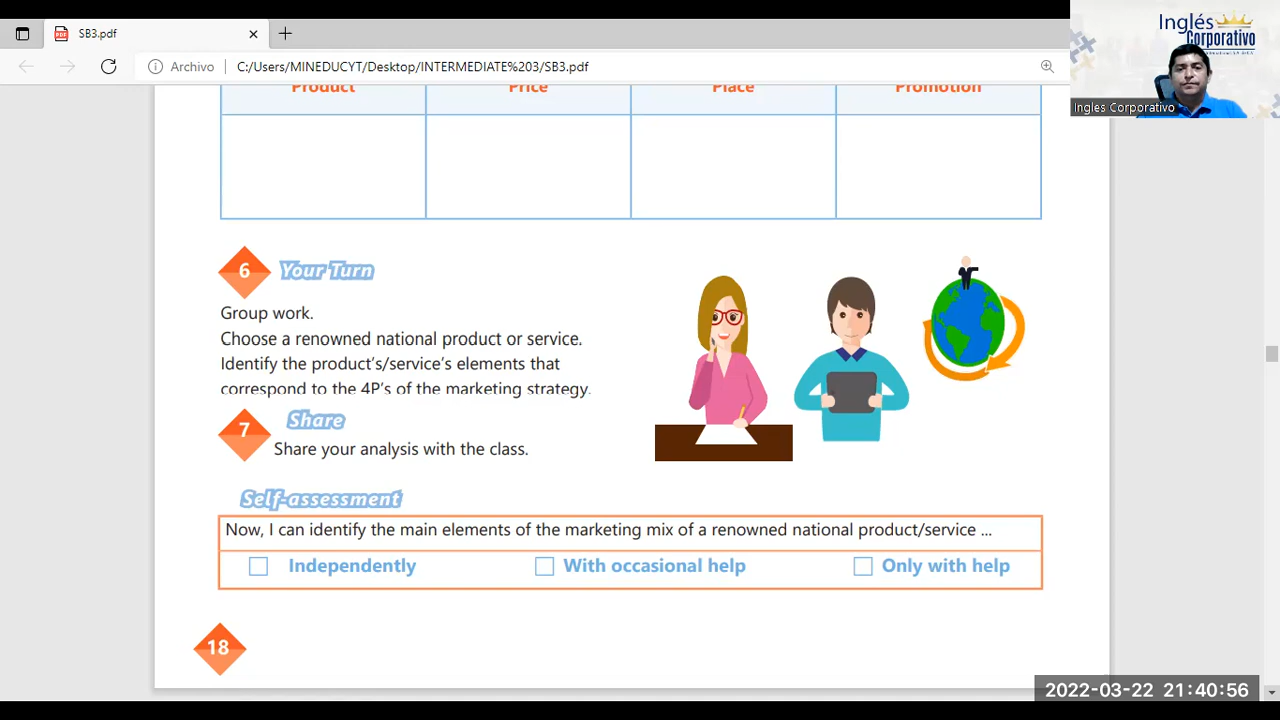 SB3.pdf
Archivo
C:/Users/MINEDUCYT/Desktop/INTERMEDIATE%203/SB3.pdf
Inglés
Corporativo
Ingles Corporativo
Product
Price
Place
Promotion
6
Your Turn
Group work.
Choose a renowned national product or service.
Identify the product's/service's elements that
correspond to the 4P's of the marketing strategy.
7
Share
Share your analysis with the class.
Self-assessment
Now, I can identify the main elements of the marketing mix of a renowned national product/service ...
Independently
With occasional help
Only with help
18
2022-03-22 21:40:56